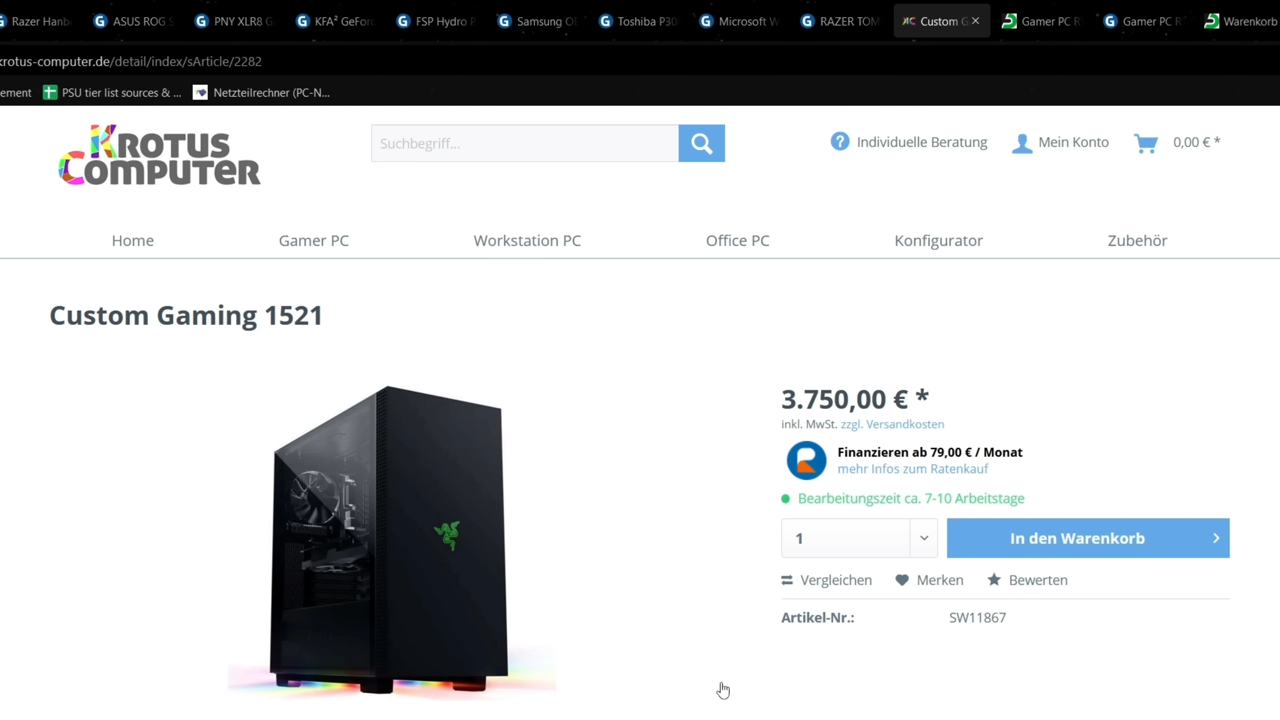 Razer Hanb
ASUS ROG S
PNY XLR8 G
KFA² GeFor
FSP Hydro P
Samsung O
Toshiba P30
Microsoft W
RAZER TOM
Custom G
Gamer PC R
Gamer PC R
Warenkorb
krotus-computer.de/detail/index/sArticle/2282
ement
PSU tier list sources & ...
Netzteilrechner (PC-N...
KROTUS
COMPUTER
Suchbegriff...
Individuelle Beratung
Mein Konto
0,00 € *
Home
Gamer PC
Workstation PC
Office PC
Konfigurator
Zubehör
Custom Gaming 1521
3.750,00 € *
inkl. MwSt. zzgl. Versandkosten
Finanzieren ab 79,00 € / Monat
mehr Infos zum Ratenkauf
Bearbeitungszeit ca. 7-10 Arbeitstage
1
In den Warenkorb
Vergleichen
Merken
Bewerten
Artikel-Nr.:
SW11867